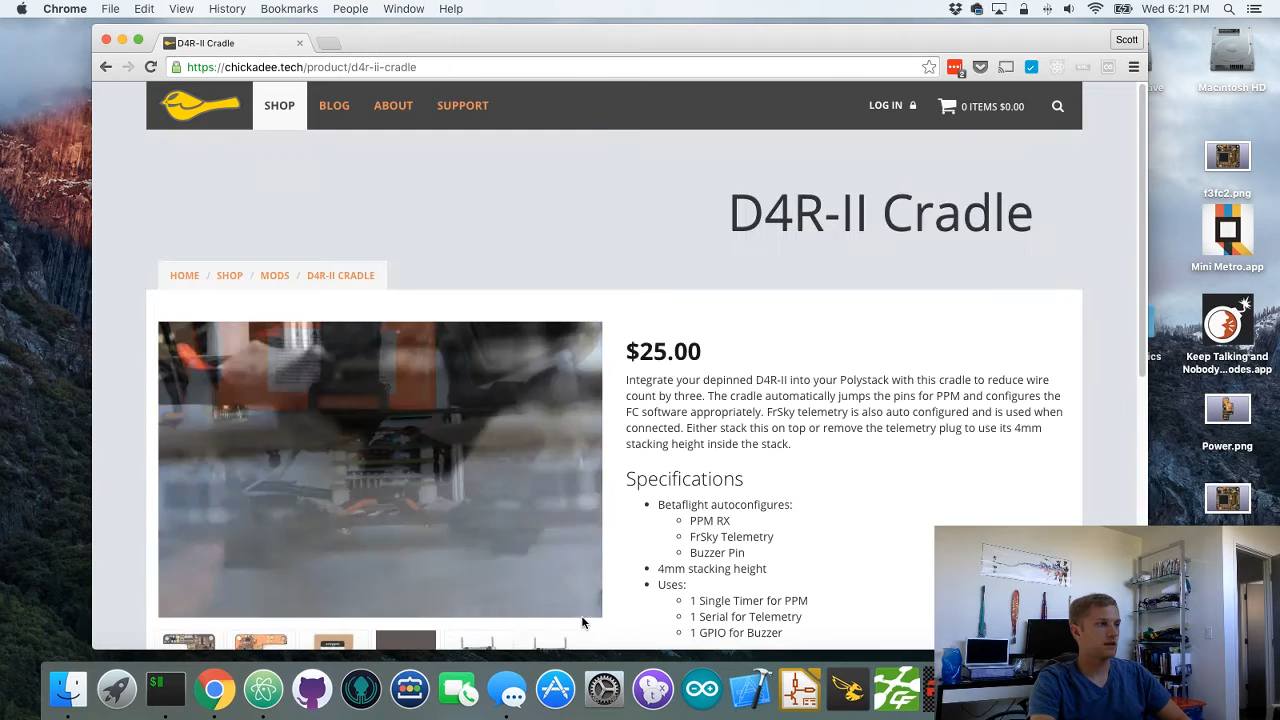 Chrome File Edit View History Bookmarks People Window Help Wed 6:21 PM
D4R-II Cradle Scott
https://chickadee.tech/product/d4r-ii-cradle 2
Macintosh HD
SHOP BLOG ABOUT SUPPORT LOG IN 0 ITEMS $0.00
f3fc2.png
D4R-II Cradle
Mini Metro.app
HOME / SHOP / MODS / D4R-II CRADLE
$25.00
Keep Talking and
Nobody...odes.app
Integrate your depinned D4R-II into your Polystack with this cradle to reduce wire
count by three. The cradle automatically jumps the pins for PPM and configures the
FC software appropriately. FrSky telemetry is also auto configured and is used when
connected. Either stack this on top or remove the telemetry plug to use its 4mm
stacking height inside the stack.
Power.png
Specifications
Betaflight autoconfigures:
PPM RX
FrSky Telemetry
Buzzer Pin
4mm stacking height
Uses:
1 Single Timer for PPM
1 Serial for Telemetry
1 GPIO for Buzzer